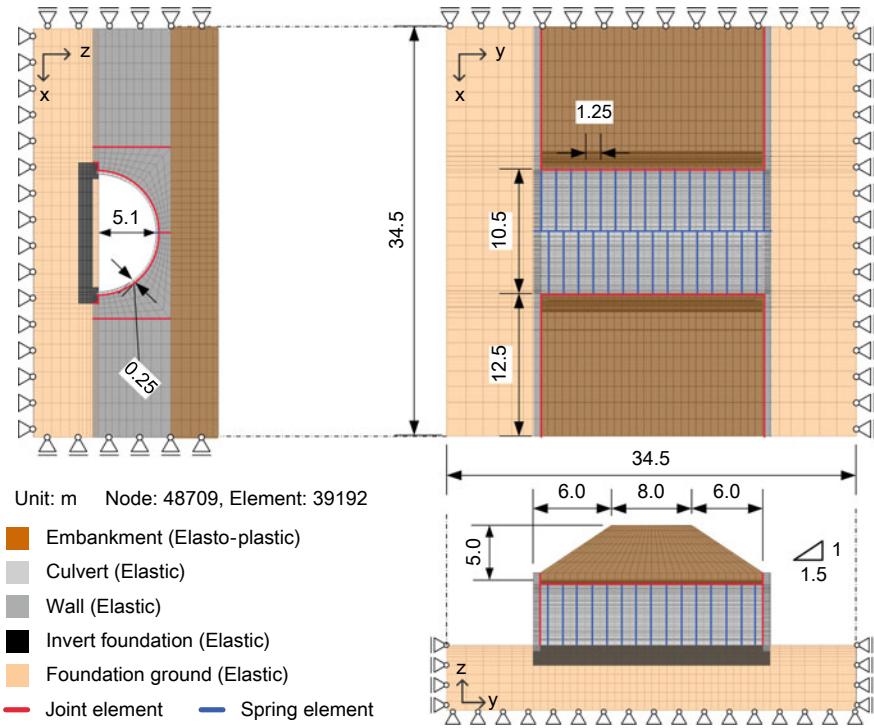 z
x
5.1
0.25
34.5
y
x
1.25
10.5
12.5
34.5
6.0 8.0 6.0
5.0
1
1.5
z
y
Unit: m Node: 48709, Element: 39192
Embankment (Elasto-plastic)
Culvert (Elastic)
Wall (Elastic)
Invert foundation (Elastic)
Foundation ground (Elastic)
Joint element Spring element